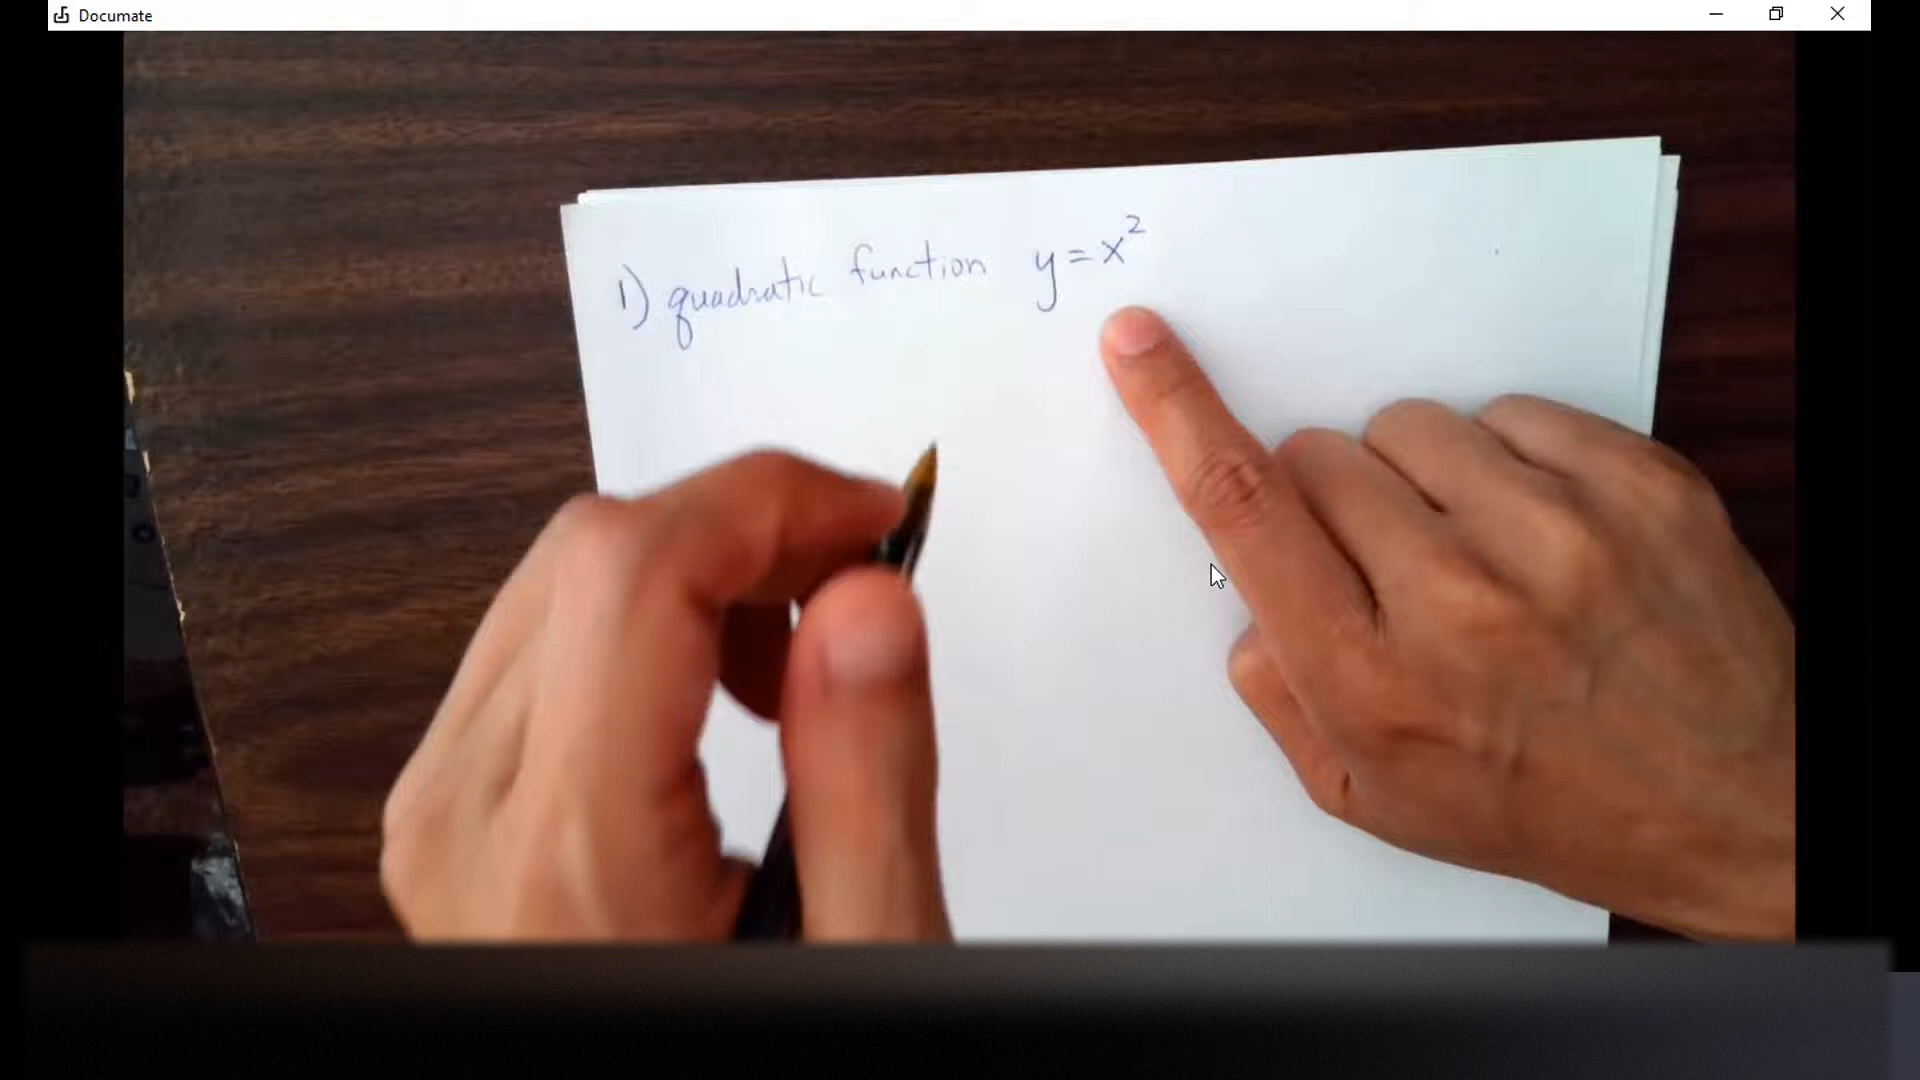 Documate
1) quadratic function y = x²